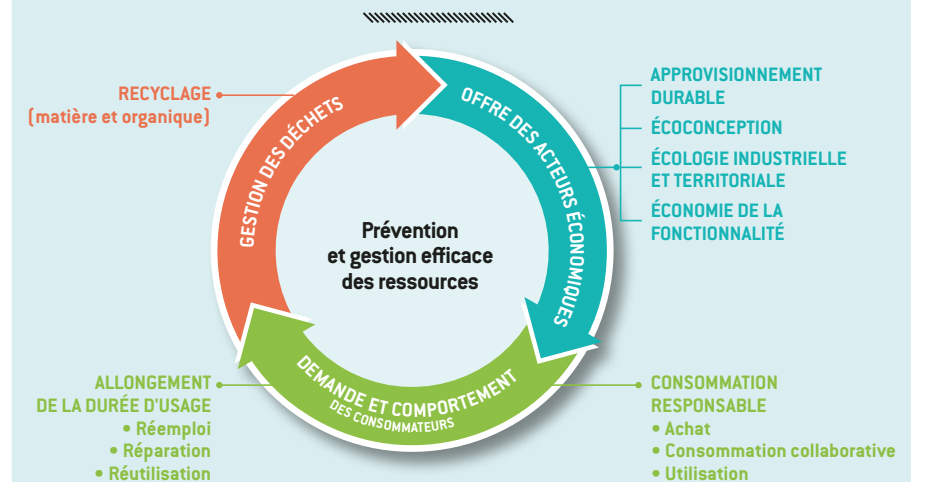 RECYCLAGE
(matière et organique)
GESTION DES DÉCHETS
OFFRE DES ACTEURS ÉCONOMIQUES
APPROVISIONNEMENT
DURABLE
ÉCOCONCEPTION
ÉCOLOGIE INDUSTRIELLE
ET TERRITORIALE
ÉCONOMIE DE LA
FONCTIONNALITÉ
Prévention
et gestion efficace
des ressources
DEMANDE ET COMPORTEMENT
DES CONSOMMATEURS
ALLONGEMENT
DE LA DURÉE D'USAGE
• Réemploi
• Réparation
• Réutilisation
CONSOMMATION
RESPONSABLE
• Achat
• Consommation collaborative
• Utilisation